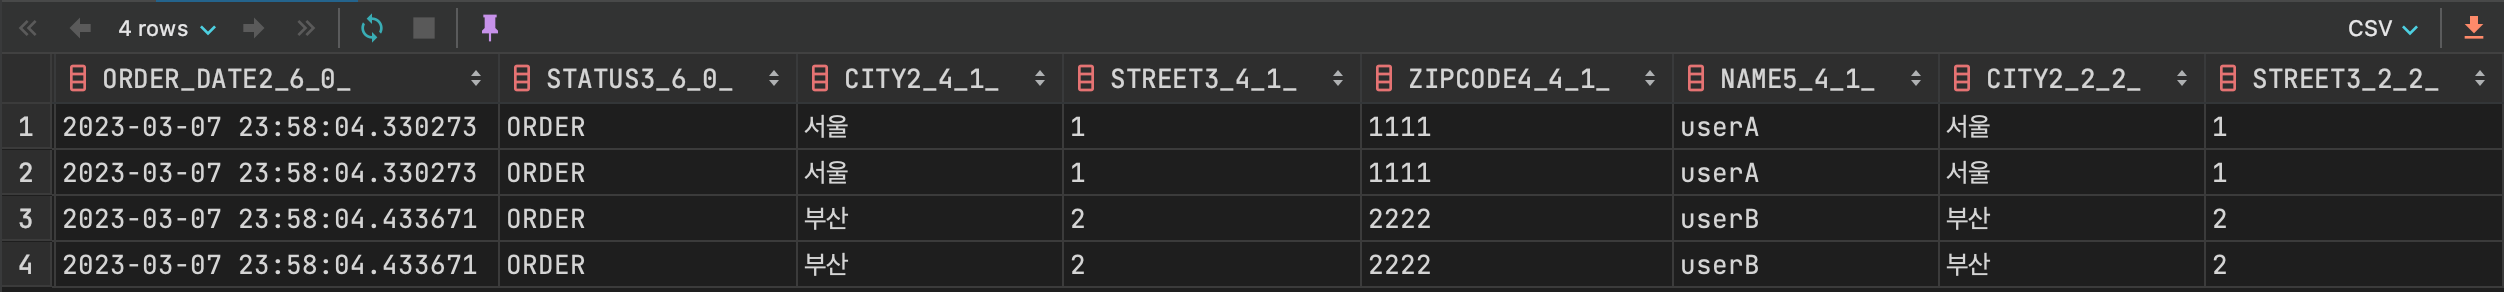 4 rows CSV
ORDER_DATE2_6_0_ STATUS3_6_0_ CITY2_4_1_ STREET3_4_1_ ZIPCODE4_4_1_ NAME5_4_1_ CITY2_2_2_ STREET3_2_2_
1 2023-03-07 23:58:04.330273 ORDER 서울 1 1111 userA 서울 1
2 2023-03-07 23:58:04.330273 ORDER 서울 1 1111 userA 서울 1
3 2023-03-07 23:58:04.433671 ORDER 부산 2 2222 userB 부산 2
4 2023-03-07 23:58:04.433671 ORDER 부산 2 2222 userB 부산 2